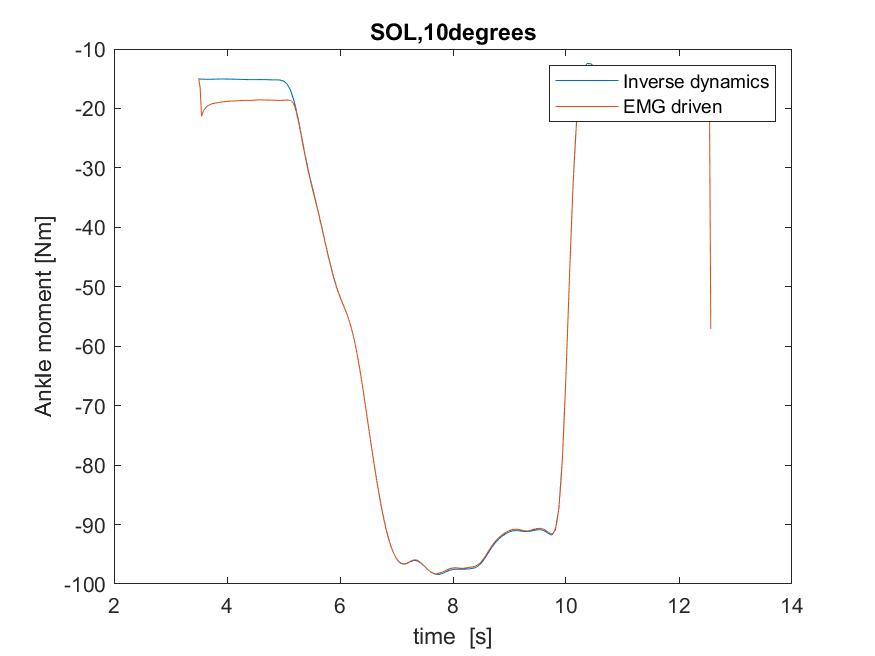 SOL,10degrees
Inverse dynamics
EMG driven
Ankle moment [Nm]
-10
-20
-30
-40
-50
-60
-70
-80
-90
-100
2 4 6 8 10 12 14
time [s]